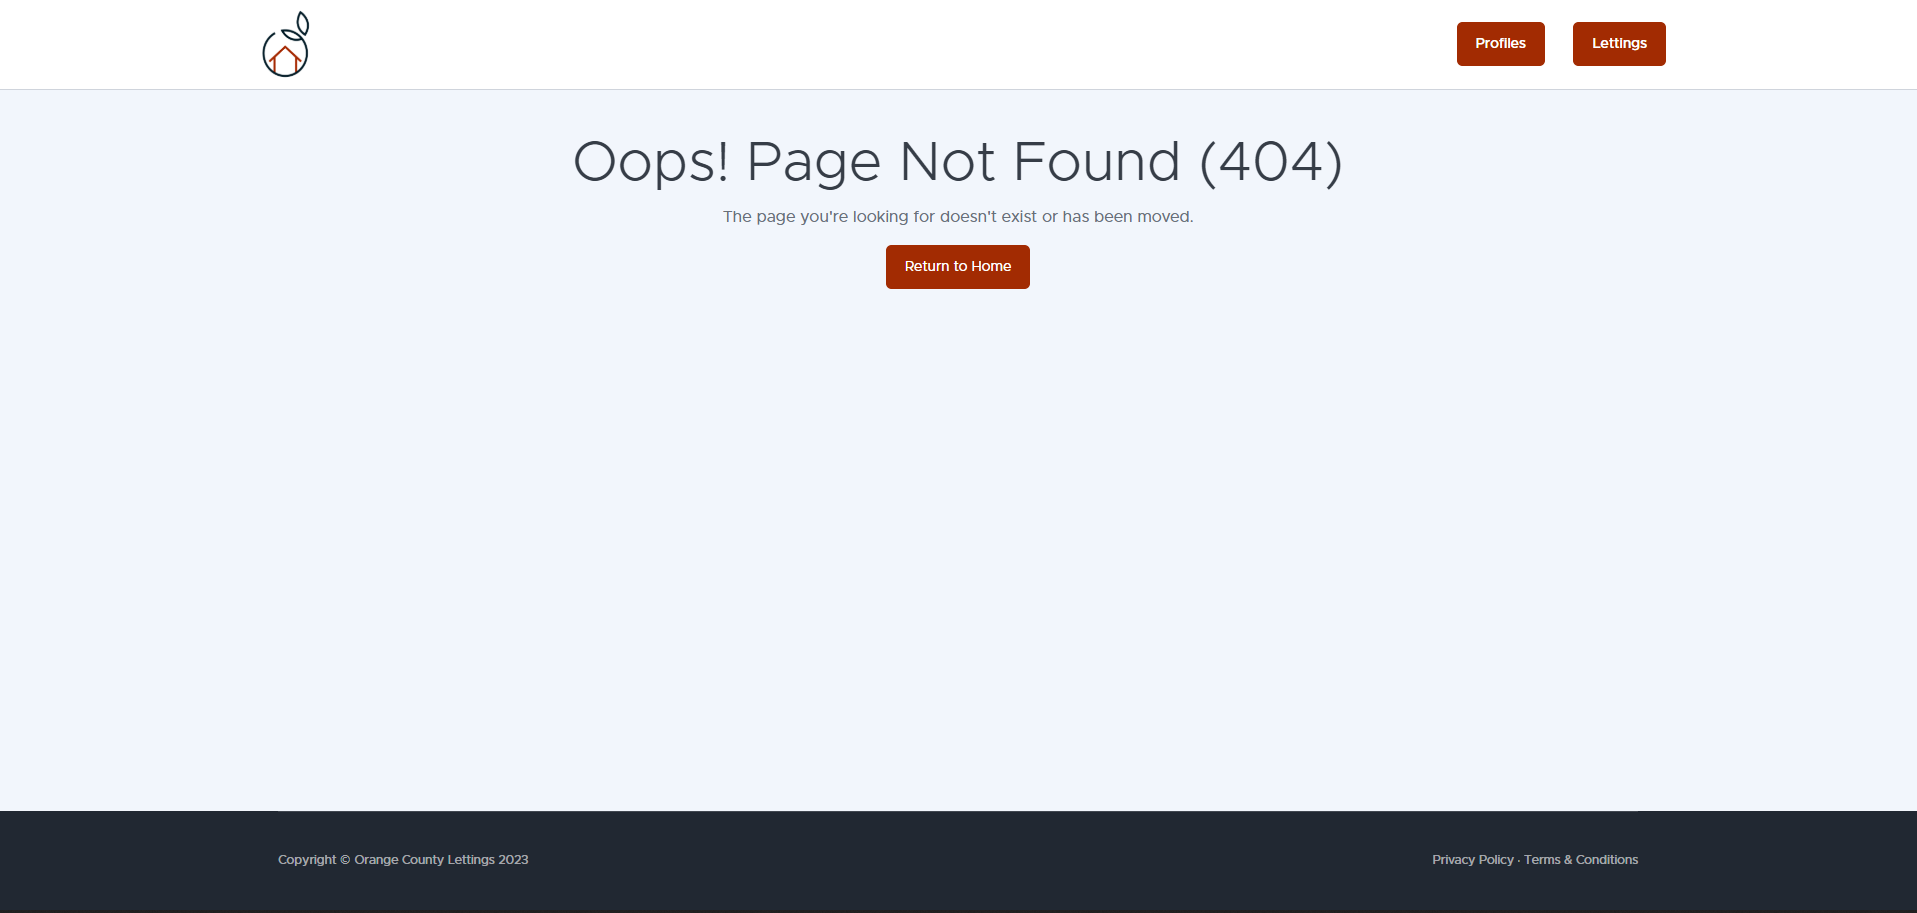 Profiles
Lettings
Oops! Page Not Found (404)
The page you're looking for doesn't exist or has been moved.
Return to Home
Copyright © Orange County Lettings 2023
Privacy Policy · Terms & Conditions